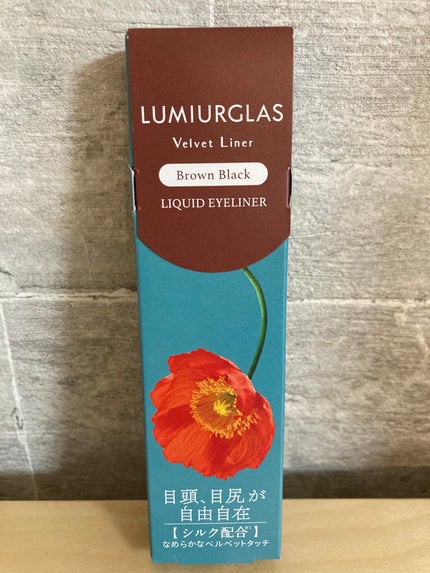 LUMIURGLAS
Velvet Liner
Brown Black
LIQUID EYELINER
目頭、目尻が
自由自在
【シルク配合】
なめらかなベルベットタッチ